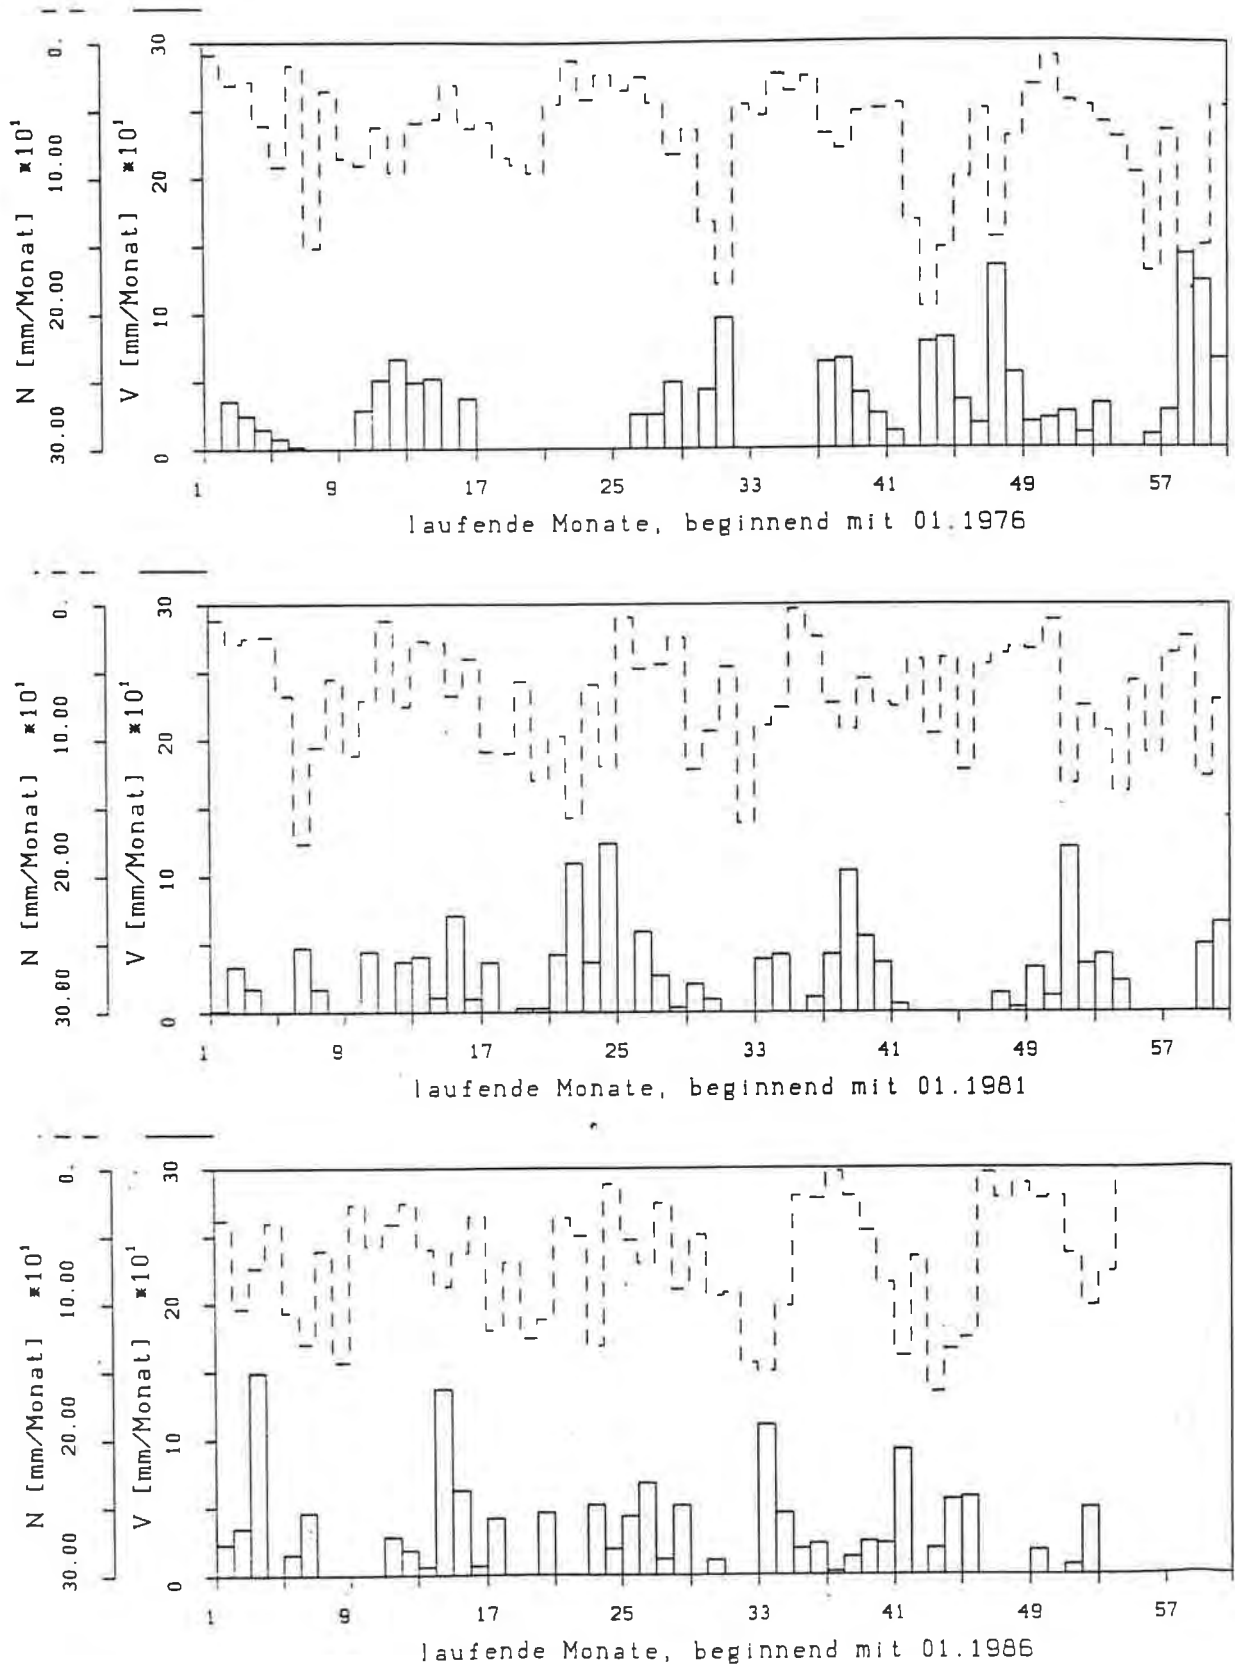 N [mm/Monat] *10¹
0. 10.00 20.00 30.00
V [mm/Monat] *10¹
30 20 10 0
1 9 17 25 33 41 49 57
laufende Monate, beginnend mit 01.1976
N [mm/Monat] *10¹
0. 10.00 20.00 30.00
V [mm/Monat] *10¹
30 20 10 0
1 9 17 25 33 41 49 57
laufende Monate, beginnend mit 01.1981
N [mm/Monat] *10¹
0. 10.00 20.00 30.00
V [mm/Monat] *10¹
30 20 10 0
1 9 17 25 33 41 49 57
laufende Monate, beginnend mit 01.1986